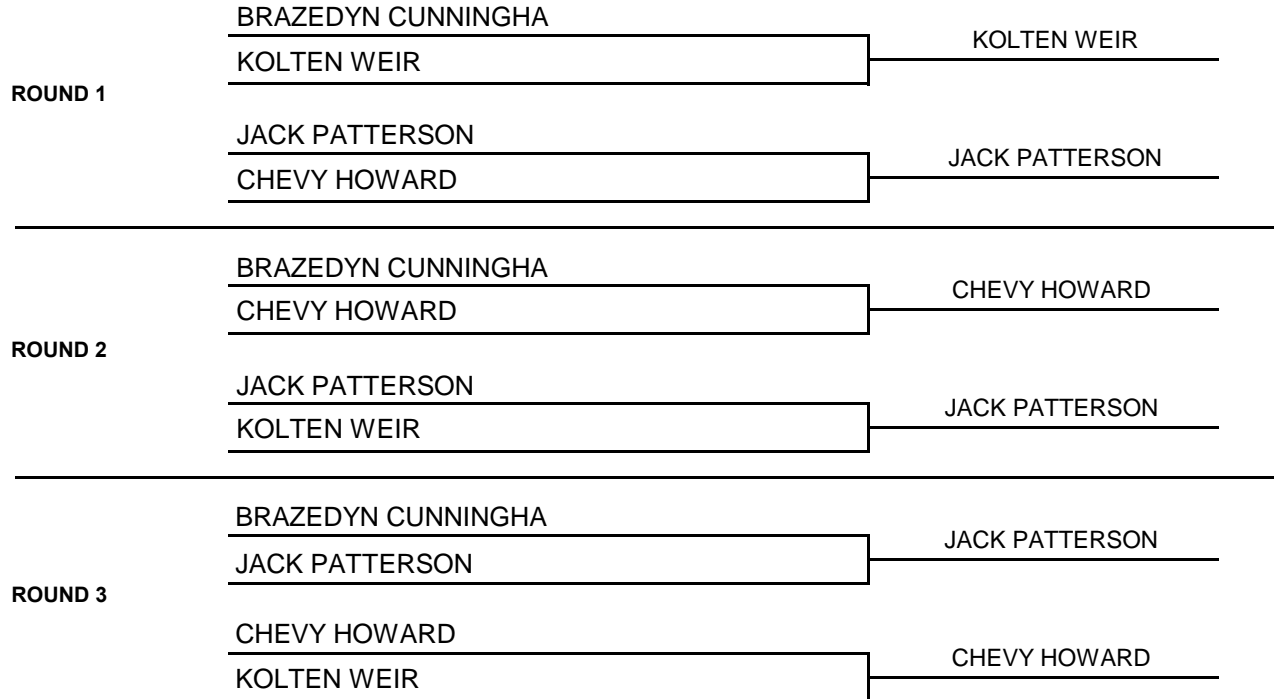 BRAZEDYN CUNNINGHA
KOLTEN WEIR
KOLTEN WEIR
ROUND 1
JACK PATTERSON
JACK PATTERSON
CHEVY HOWARD
BRAZEDYN CUNNINGHA
CHEVY HOWARD
CHEVY HOWARD
ROUND 2
JACK PATTERSON
JACK PATTERSON
KOLTEN WEIR
BRAZEDYN CUNNINGHA
JACK PATTERSON
JACK PATTERSON
ROUND 3
CHEVY HOWARD
CHEVY HOWARD
KOLTEN WEIR